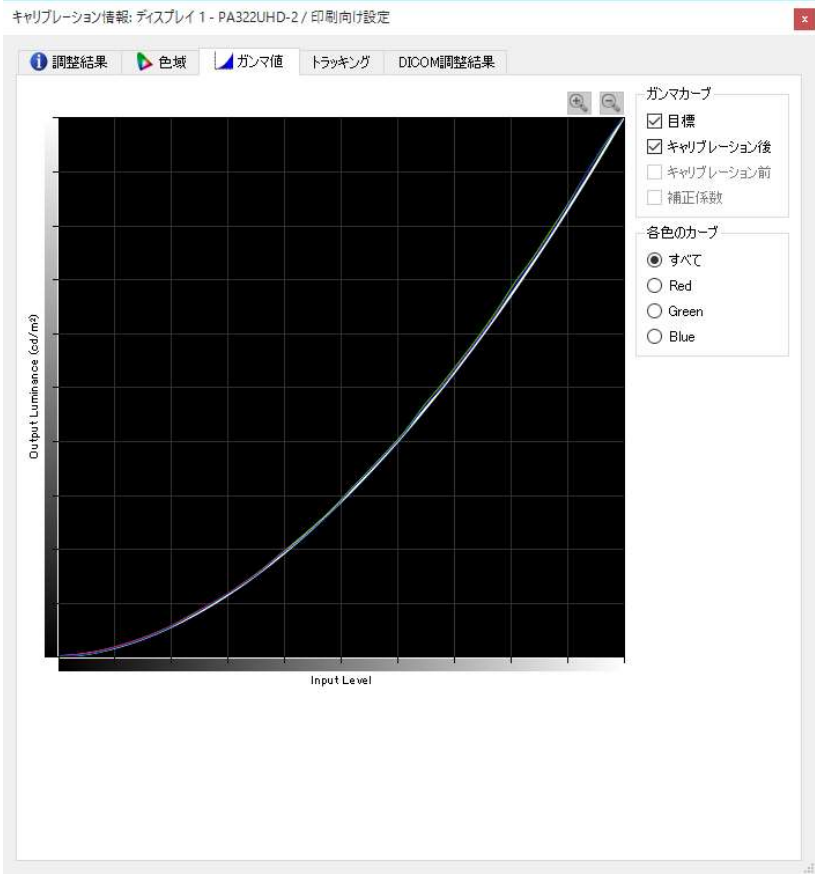 キャリブレーション情報: ディスプレイ 1 - PA322UHD-2 / 印刷向け設定
調整結果
色域
ガンマ値
トラッキング
DICOM調整結果
Output Luminance (cd/m²)
Input Level
ガンマカーブ
目標
キャリブレーション後
キャリブレーション前
補正係数
各色のカーブ
すべて
Red
Green
Blue